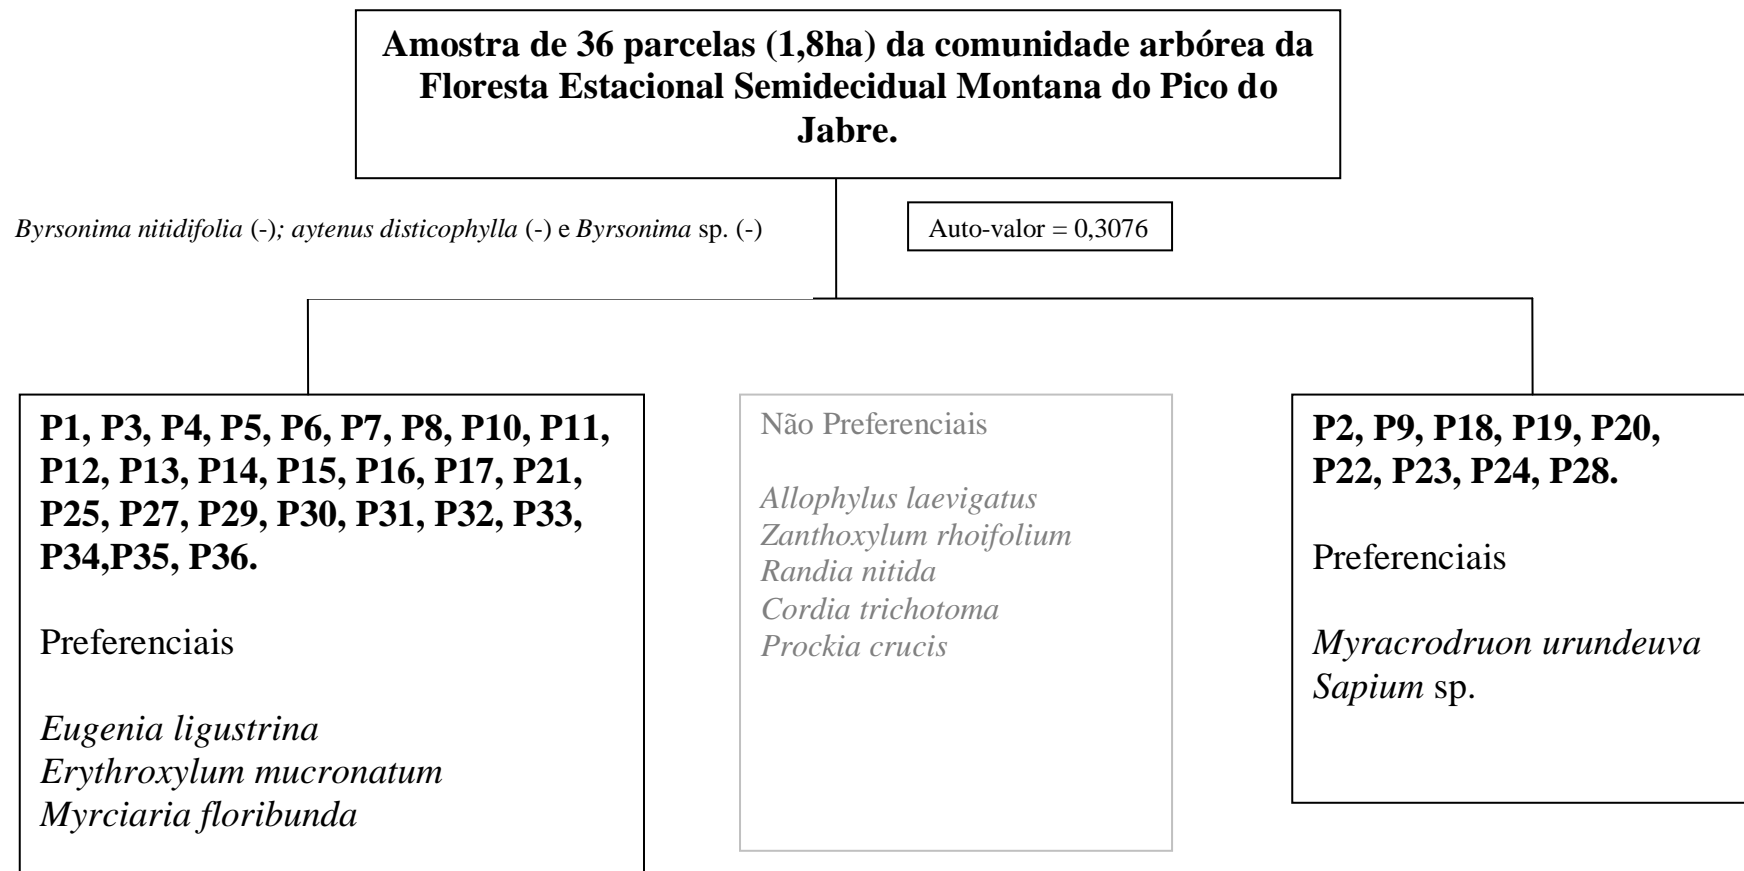 Amostra de 36 parcelas (1,8ha) da comunidade arbórea da
Floresta Estacional Semidecidual Montana do Pico do
Jabre.
Byrsonima nitidifolia (-); aytenus disticophylla (-) e Byrsonima sp. (-)
Auto-valor = 0,3076
P1, P3, P4, P5, P6, P7, P8, P10, P11,
P12, P13, P14, P15, P16, P17, P21,
P25, P27, P29, P30, P31, P32, P33,
P34,P35, P36.
Preferenciais
Eugenia ligustrina
Erythroxylum mucronatum
Myrciaria floribunda
Não Preferenciais
Allophylus laevigatus
Zanthoxylum rhoifolium
Randia nitida
Cordia trichotoma
Prockia crucis
P2, P9, P18, P19, P20,
P22, P23, P24, P28.
Preferenciais
Myracrodruon urundeuva
Sapium sp.